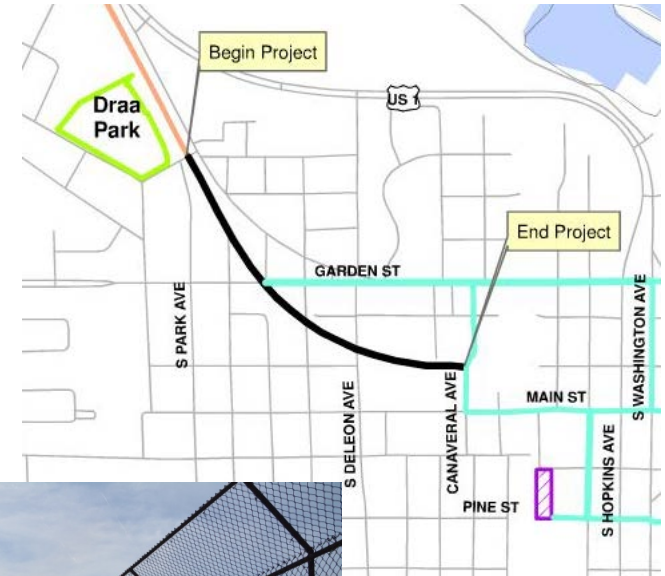 Begin Project
Draa
Park
US 1
End Project
GARDEN ST
S PARK AVE
S WASHINGTON AVE
S DELEON AVE
CANAVERAL AVE
MAIN ST
S HOPKINS AVE
PINE ST